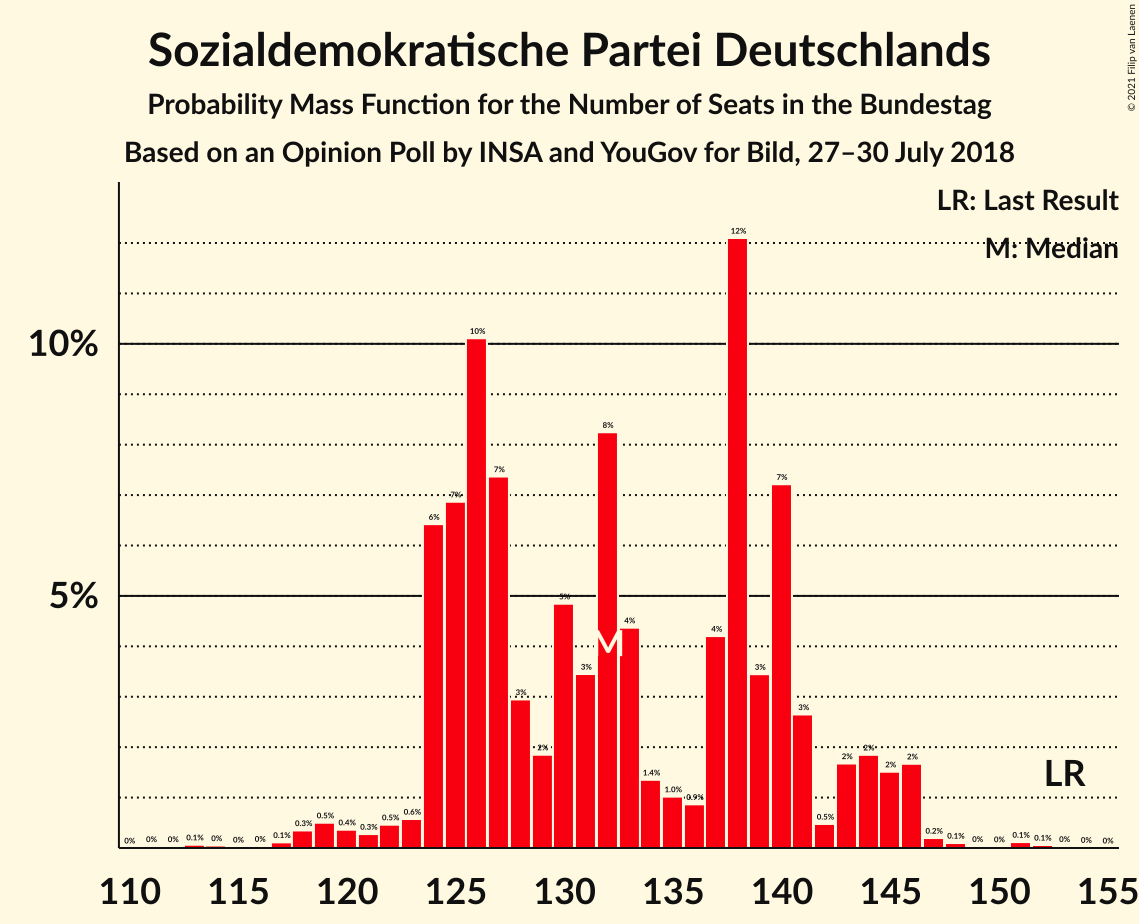 Sozialdemokratische Partei Deutschlands
Probability Mass Function for the Number of Seats in the Bundestag
Based on an Opinion Poll by INSA and YouGov for Bild, 27–30 July 2018
© 2021 Filip van Laenen
LR: Last Result
M: Median
10%
5%
0% 0% 0% 0.1% 0% 0% 0% 0.1% 0.3% 0.5% 0.4% 0.3% 0.5% 0.6% 6% 7% 10% 7% 3% 2% 5% 3% 8% 4% 1.4% 1.0% 0.9% 4% 12% 3% 7% 3% 0.5% 2% 2% 2% 2% 0.2% 0.1% 0% 0% 0.1% 0.1% 0% 0% 0%
M
LR
110 115 120 125 130 135 140 145 150 155